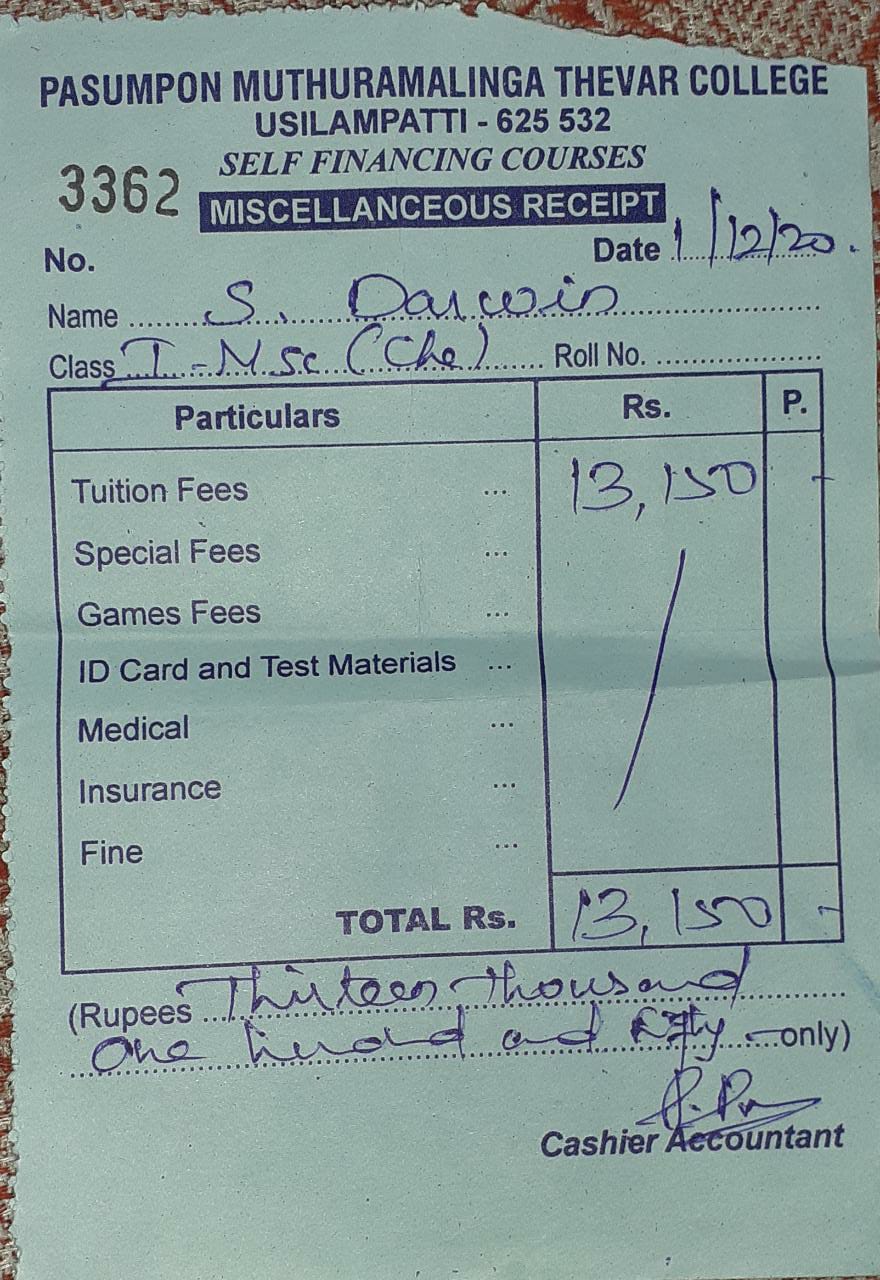 PASUMPON MUTHURAMALINGA THEVAR COLLEGE
USILAMPATTI - 625 532
SELF FINANCING COURSES
3362
MISCELLANCEOUS RECEIPT
No.
Date 1/12/20.
Name S. Darwin
Class I - M.Sc (Che) Roll No.
Particulars Rs. P.
Tuition Fees ... 13,150 -
Special Fees ...
Games Fees ...
ID Card and Test Materials ...
Medical ...
Insurance ...
Fine ...
TOTAL Rs. 13,150 -
(Rupees Thirteen thousand
One hundred and fifty - only)
Cashier Accountant